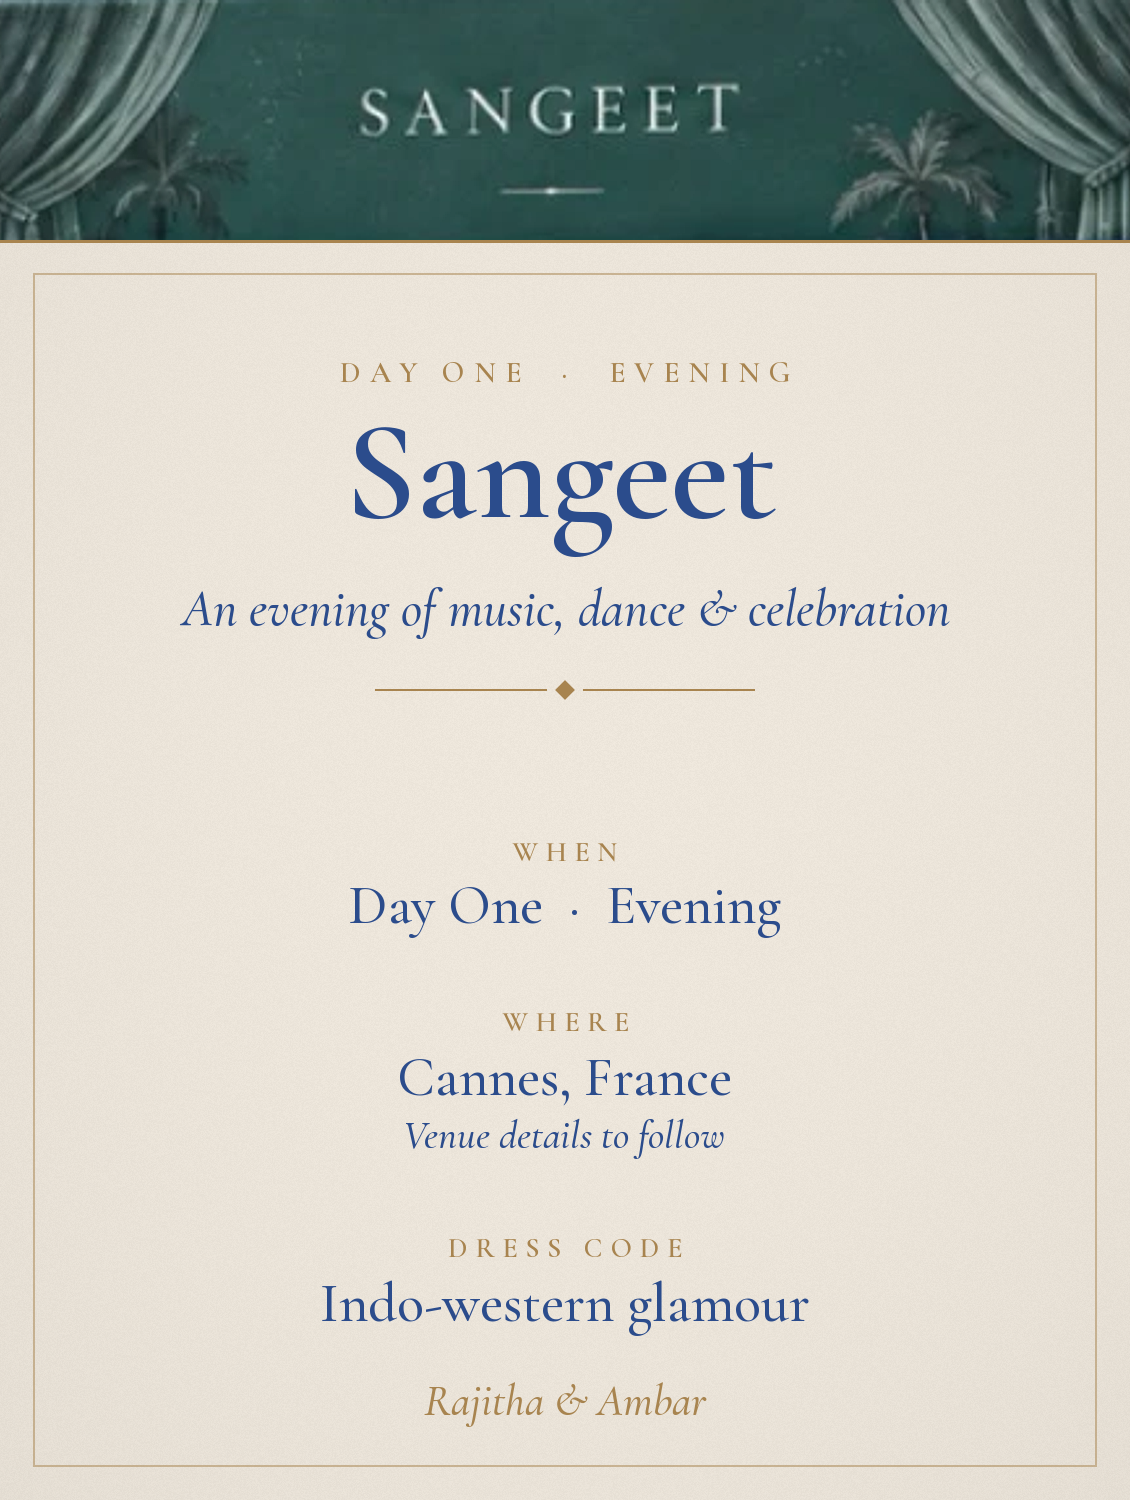 SANGEET
DAY ONE · EVENING
Sangeet
An evening of music, dance & celebration
WHEN
Day One · Evening
WHERE
Cannes, France
Venue details to follow
DRESS CODE
Indo-western glamour
Rajitha & Ambar